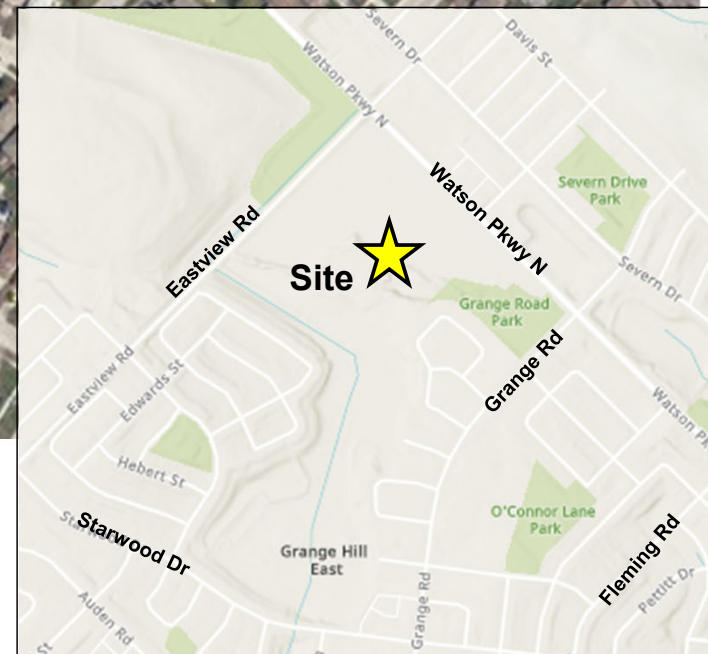 Severn Dr
Davis St
Watson Pkwy N
Watson Pkwy N
Severn Drive
Park
Eastview Rd
Site
Severn Dr
Grange Road
Park
Grange Rd
Eastview Rd
Edwards St
Watson Pk
Hebert St
Starwood Dr
O'Connor Lane
Park
Fleming Rd
Grange Hill
East
Pettitt Dr
Grange Rd
Auden Rd
St